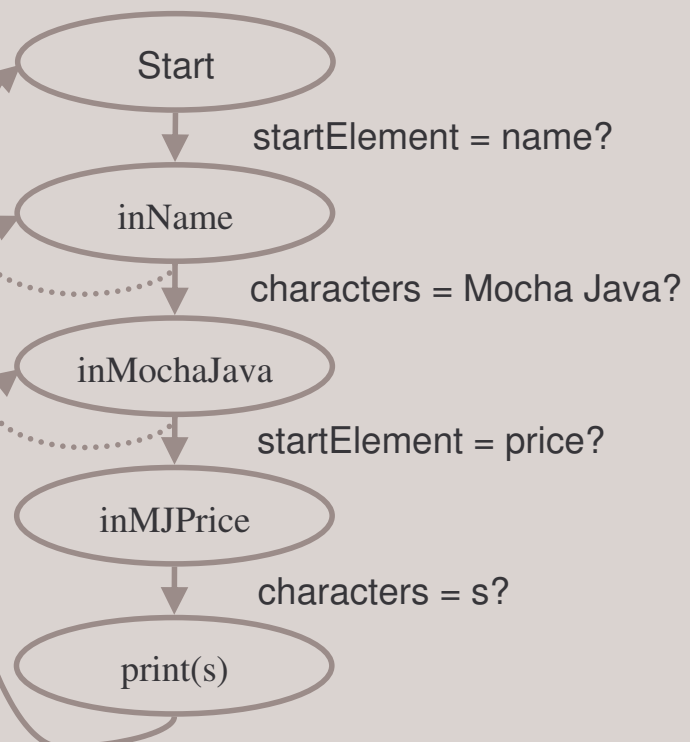 Start
startElement = name?
inName
characters = Mocha Java?
inMochaJava
startElement = price?
inMJPrice
characters = s?
print(s)